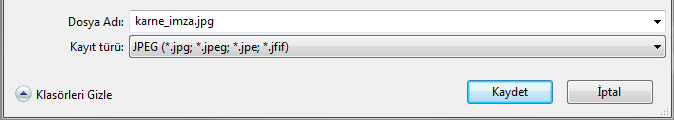 Dosya Adı: karne_imza.jpg
Kayıt türü: JPEG (*.jpg; *.jpeg; *.jpe; *.jfif)
Klasörleri Gizle Kaydet İptal